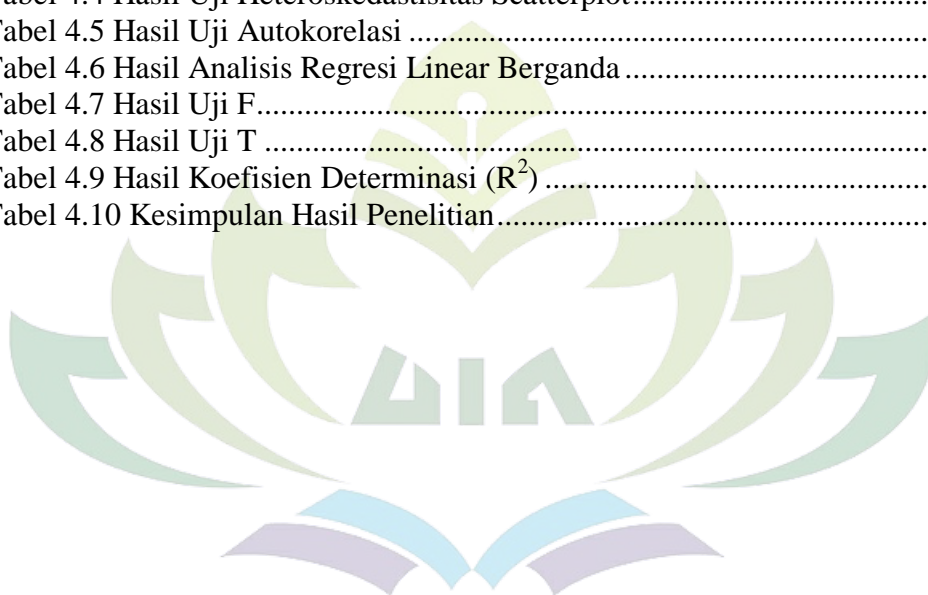 Tabel 4.4 Hasil Uji Heteroskedastisitas Scatterplot...........................................
Tabel 4.5 Hasil Uji Autokorelasi ......................................................................
Tabel 4.6 Hasil Analisis Regresi Linear Berganda ...........................................
Tabel 4.7 Hasil Uji F.........................................................................................
Tabel 4.8 Hasil Uji T ........................................................................................
Tabel 4.9 Hasil Koefisien Determinasi (R²) .....................................................
Tabel 4.10 Kesimpulan Hasil Penelitian...........................................................
UIN